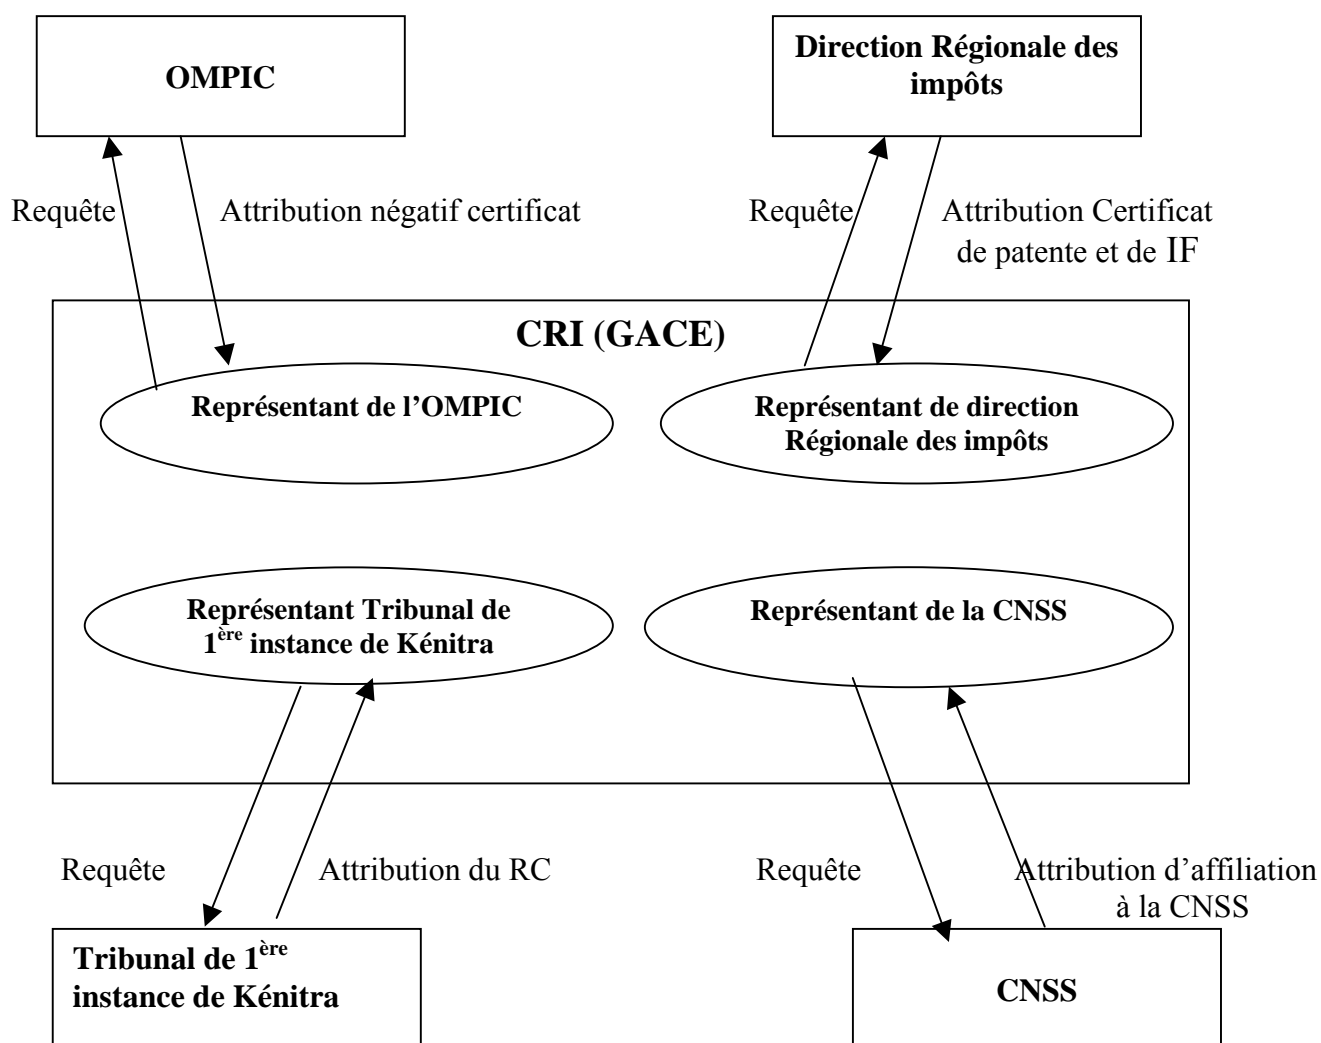 OMPIC
Direction Régionale des
impôts
Requête
Attribution négatif certificat
Requête
Attribution Certificat
de patente et de IF
CRI (GACE)
Représentant de l’OMPIC
Représentant de direction
Régionale des impôts
Représentant Tribunal de
1ère instance de Kénitra
Représentant de la CNSS
Requête
Attribution du RC
Requête
Attribution d’affiliation
à la CNSS
Tribunal de 1ère
instance de Kénitra
CNSS